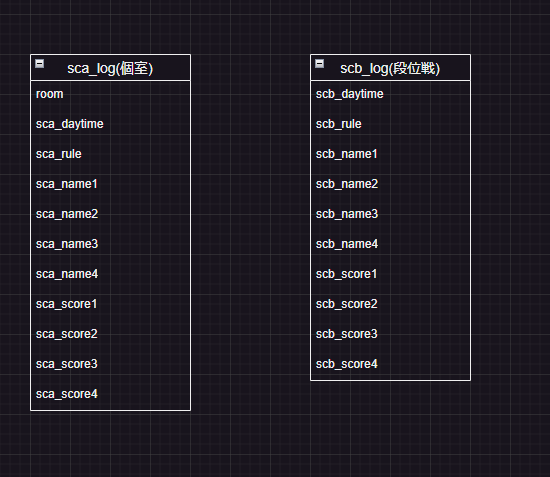 sca_log(個室)
room
sca_daytime
sca_rule
sca_name1
sca_name2
sca_name3
sca_name4
sca_score1
sca_score2
sca_score3
sca_score4
scb_log(段位戦)
scb_daytime
scb_rule
scb_name1
scb_name2
scb_name3
scb_name4
scb_score1
scb_score2
scb_score3
scb_score4